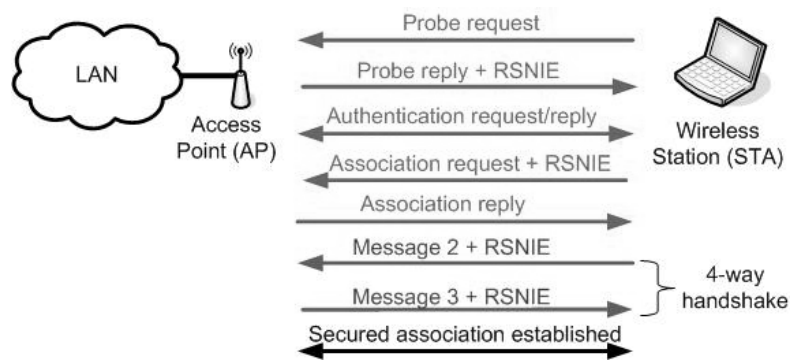 Probe request
LAN
Probe reply + RSNIE
Access
Point (AP)
Authentication request/reply
Wireless
Station (STA)
Association request + RSNIE
Association reply
Message 2 + RSNIE
4-way
handshake
Message 3 + RSNIE
Secured association established